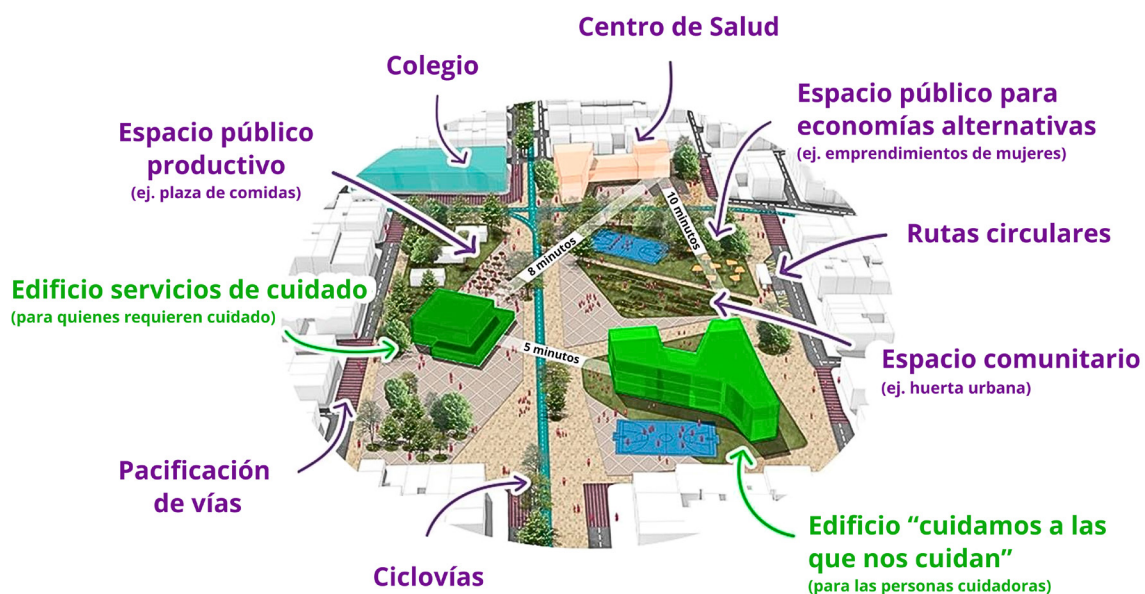 Centro de Salud
Colegio
Espacio público para
economías alternativas
(ej. emprendimientos de mujeres)
Espacio público
productivo
(ej. plaza de comidas)
10 minutos
8 minutos
Rutas circulares
Edificio servicios de cuidado
(para quienes requieren cuidado)
5 minutos
Espacio comunitario
(ej. huerta urbana)
Pacificación
de vías
Edificio “cuidamos a las
que nos cuidan”
(para las personas cuidadoras)
Ciclovías